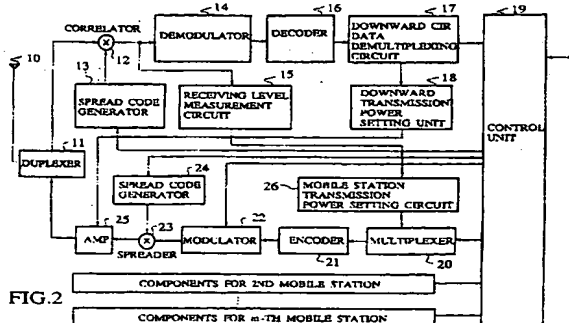 14
16
17
19
CORRELATOR
DEMODULATOR
DECODER
DOWNWARD CIR
DATA
DEMULTIPLEXING
CIRCUIT
10
12
13
15
18
SPREAD CODE
GENERATOR
RECEIVING LEVEL
MEASUREMENT
CIRCUIT
DOWNWARD
TRANSMISSION
POWER
SETTING UNIT
CONTROL
UNIT
11
DUPLEXER
24
SPREAD CODE
GENERATOR
26
MOBILE STATION
TRANSMISSION
POWER SETTING CIRCUIT
25
23
22
AMP
SPREADER
MODULATOR
ENCODER
MULTIPLEXER
21
20
COMPONENTS FOR 2ND MOBILE STATION
FIG.2
COMPONENTS FOR m-TH MOBILE STATION